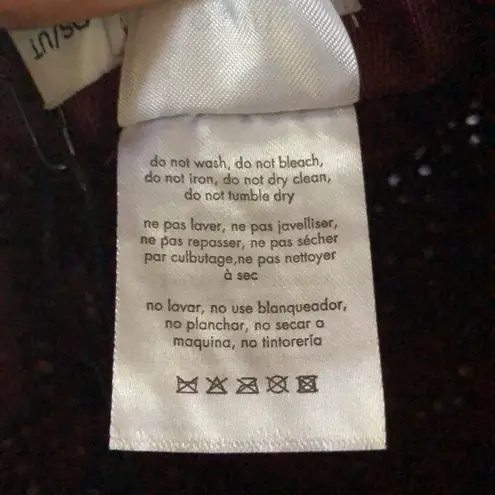 OS/UT
do not wash, do not bleach,
do not iron, do not dry clean,
do not tumble dry
ne pas laver, ne pas javelliser,
ne pas repasser, ne pas sécher
par culbutage,ne pas nettoyer
à sec
no lavar, no use blanqueador,
no planchar, no secar a
maquina, no tintorería